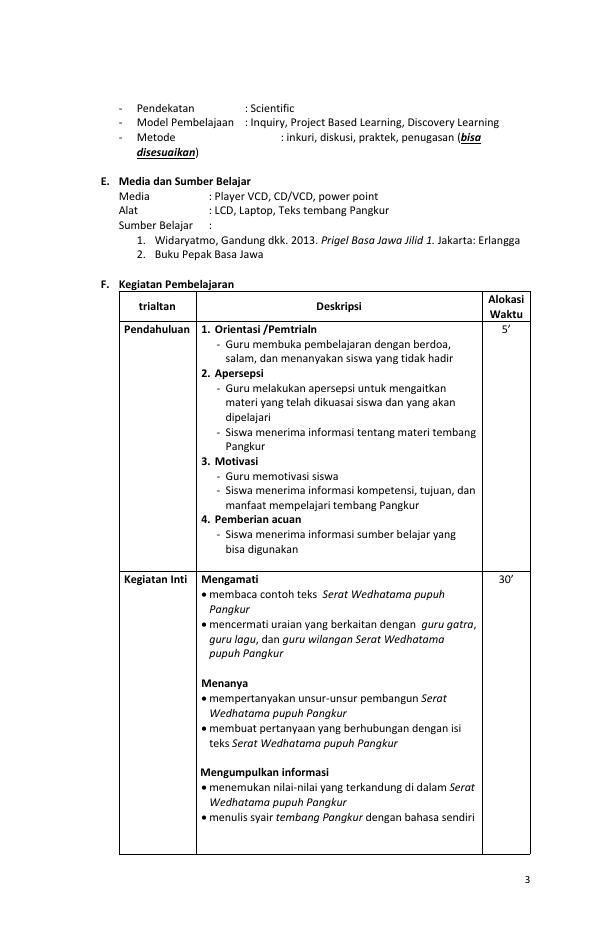 - Pendekatan : Scientific
- Model Pembelajaan : Inquiry, Project Based Learning, Discovery Learning
- Metode : inkuri, diskusi, praktek, penugasan (bisa
disesuaikan)
E. Media dan Sumber Belajar
Media : Player VCD, CD/VCD, power point
Alat : LCD, Laptop, Teks tembang Pangkur
Sumber Belajar :
1. Widaryatmo, Gandung dkk. 2013. Prigel Basa Jawa Jilid 1. Jakarta: Erlangga
2. Buku Pepak Basa Jawa
F. Kegiatan Pembelajaran
trialtan Deskripsi Alokasi
Waktu
Pendahuluan 1. Orientasi /Pemtrialn 5’
- Guru membuka pembelajaran dengan berdoa,
salam, dan menanyakan siswa yang tidak hadir
2. Apersepsi
- Guru melakukan apersepsi untuk mengaitkan
materi yang telah dikuasai siswa dan yang akan
dipelajari
- Siswa menerima informasi tentang materi tembang
Pangkur
3. Motivasi
- Guru memotivasi siswa
- Siswa menerima informasi kompetensi, tujuan, dan
manfaat mempelajari tembang Pangkur
4. Pemberian acuan
- Siswa menerima informasi sumber belajar yang
bisa digunakan
Kegiatan Inti Mengamati 30’
• membaca contoh teks Serat Wedhatama pupuh
Pangkur
• mencermati uraian yang berkaitan dengan guru gatra,
guru lagu, dan guru wilangan Serat Wedhatama
pupuh Pangkur
Menanya
• mempertanyakan unsur-unsur pembangun Serat
Wedhatama pupuh Pangkur
• membuat pertanyaan yang berhubungan dengan isi
teks Serat Wedhatama pupuh Pangkur
Mengumpulkan informasi
• menemukan nilai-nilai yang terkandung di dalam Serat
Wedhatama pupuh Pangkur
• menulis syair tembang Pangkur dengan bahasa sendiri
3